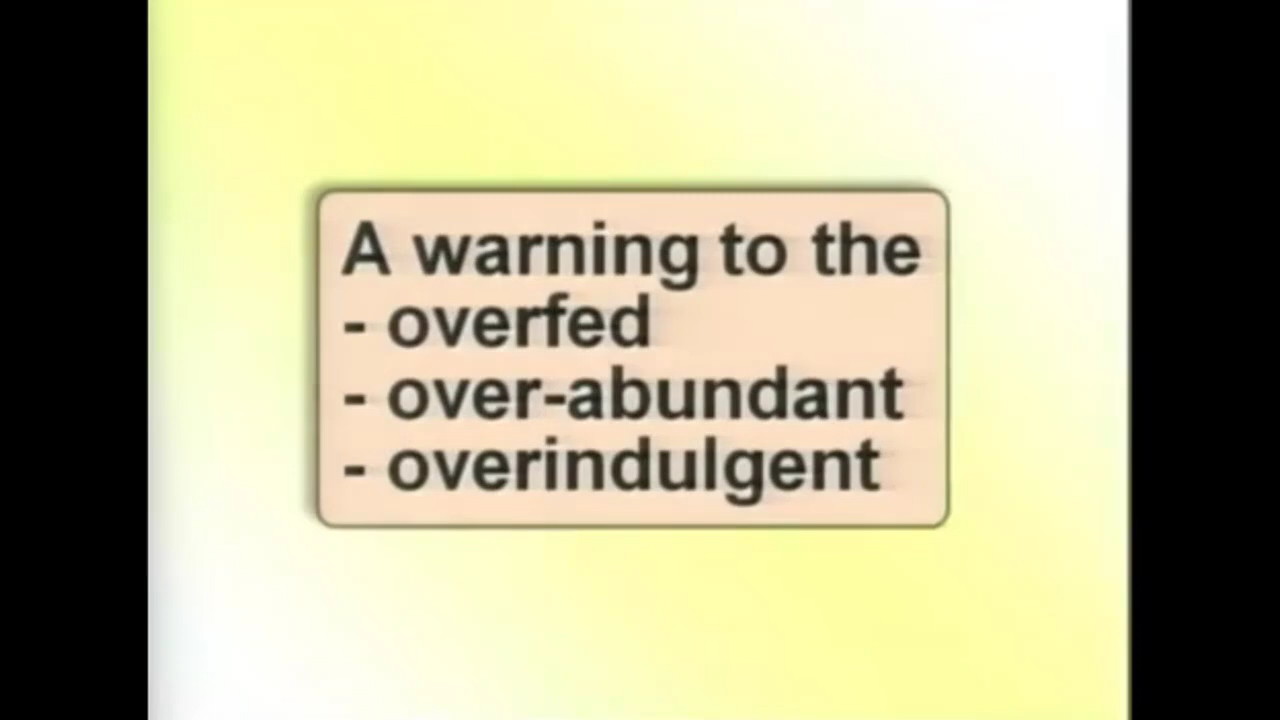 A warning to the
- overfed
- over-abundant
- overindulgent